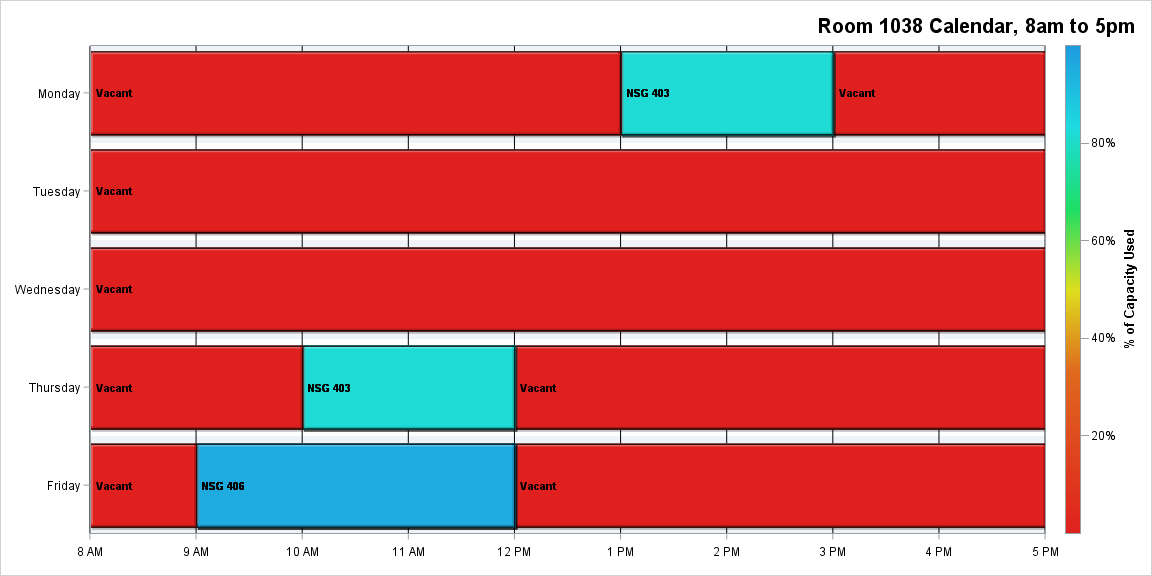 Room 1038 Calendar, 8am to 5pm
Monday
Vacant
NSG 403
Vacant
Tuesday
Vacant
Wednesday
Vacant
Thursday
Vacant
NSG 403
Vacant
Friday
Vacant
NSG 406
Vacant
8 AM
9 AM
10 AM
11 AM
12 PM
1 PM
2 PM
3 PM
4 PM
5 PM
80%
60%
40%
20%
% of Capacity Used